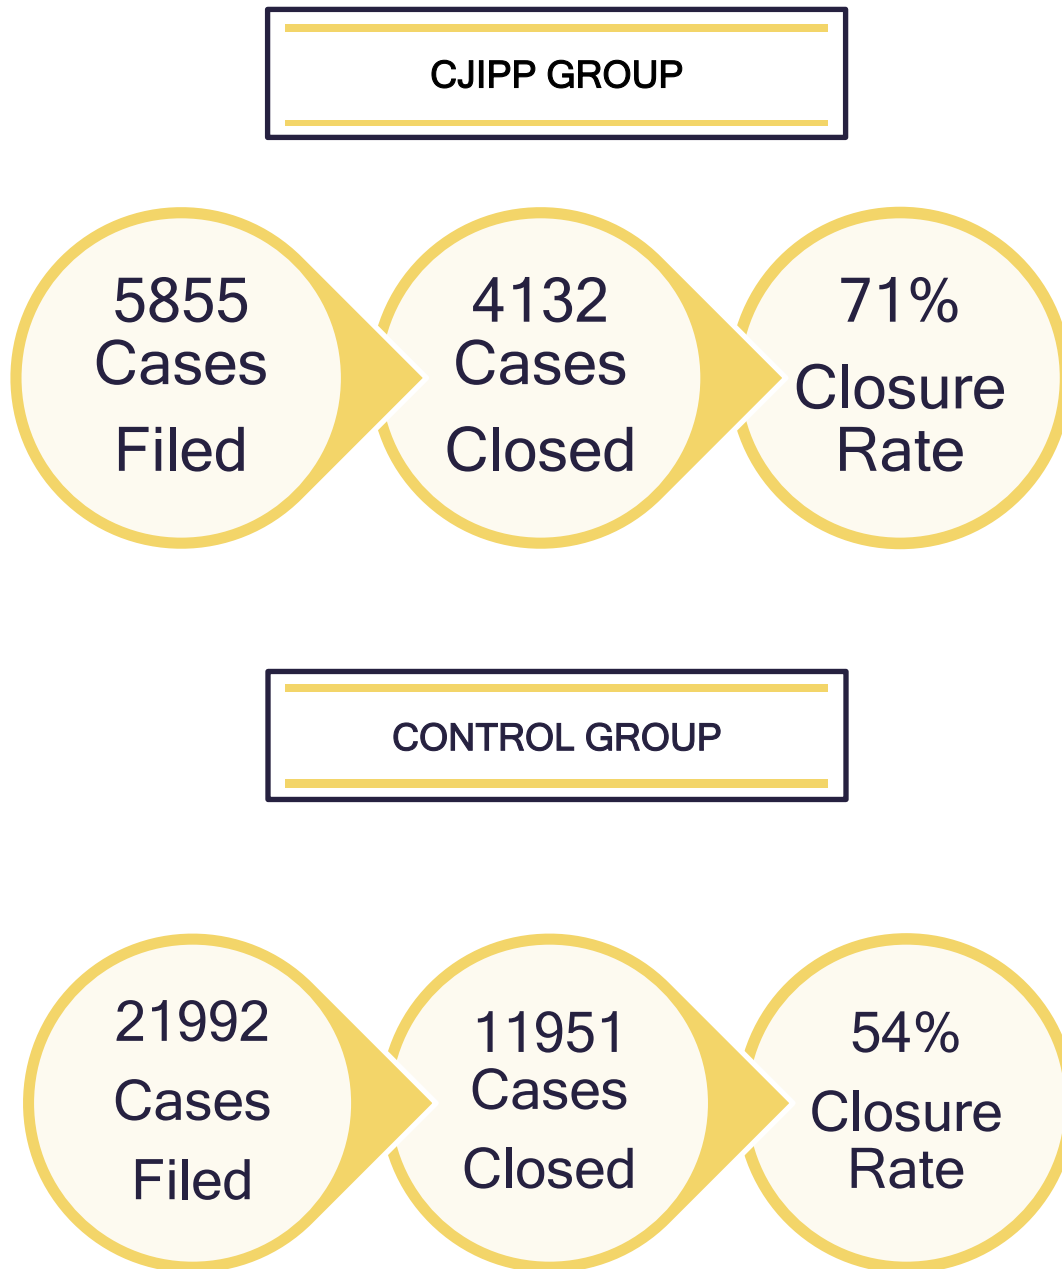 CJIPP GROUP
5855
Cases
Filed
4132
Cases
Closed
71%
Closure
Rate
CONTROL GROUP
21992
Cases
Filed
11951
Cases
Closed
54%
Closure
Rate